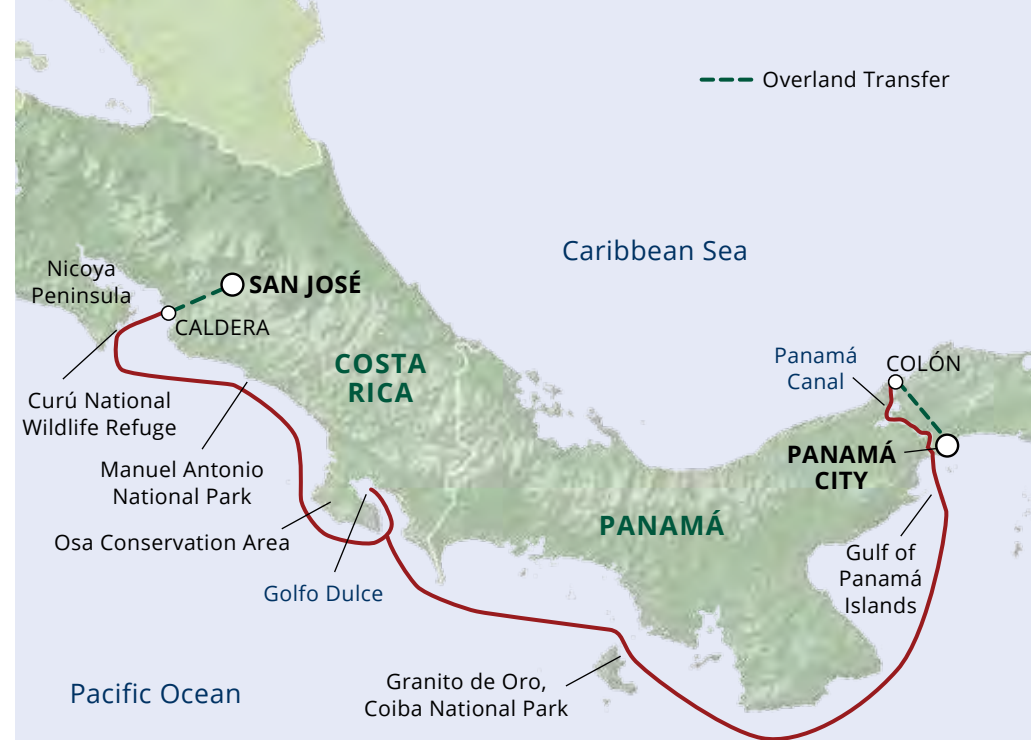 Overland Transfer
Caribbean Sea
Nicoya
Peninsula
SAN JOSÉ
CALDERA
COSTA
RICA
Panamá
Canal
COLÓN
Curú National
Wildlife Refuge
PANAMÁ
CITY
Manuel Antonio
National Park
PANAMÁ
Osa Conservation Area
Gulf of
Panamá
Islands
Golfo Dulce
Granito de Oro,
Coiba National Park
Pacific Ocean